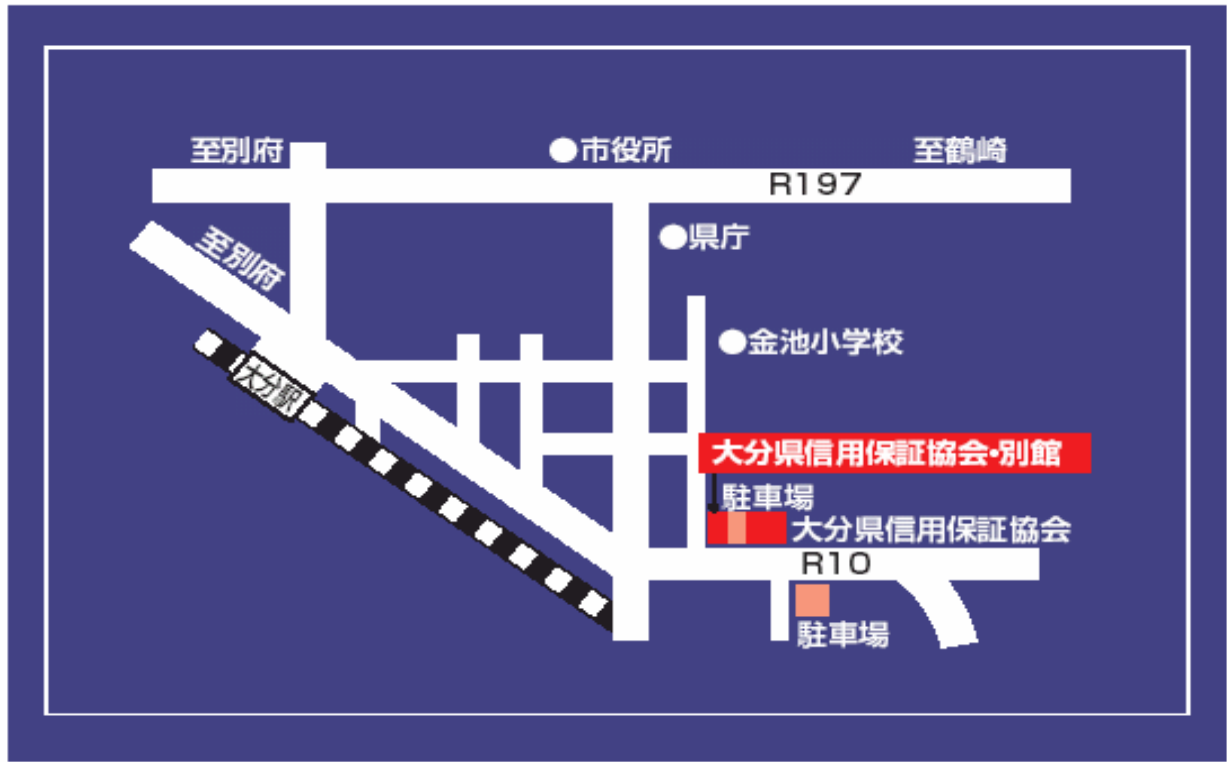 至別府
●市役所
至鶴崎
R197
●県庁
至別府
●金池小学校
大分駅
大分県信用保証協会・別館
駐車場
大分県信用保証協会
R10
駐車場